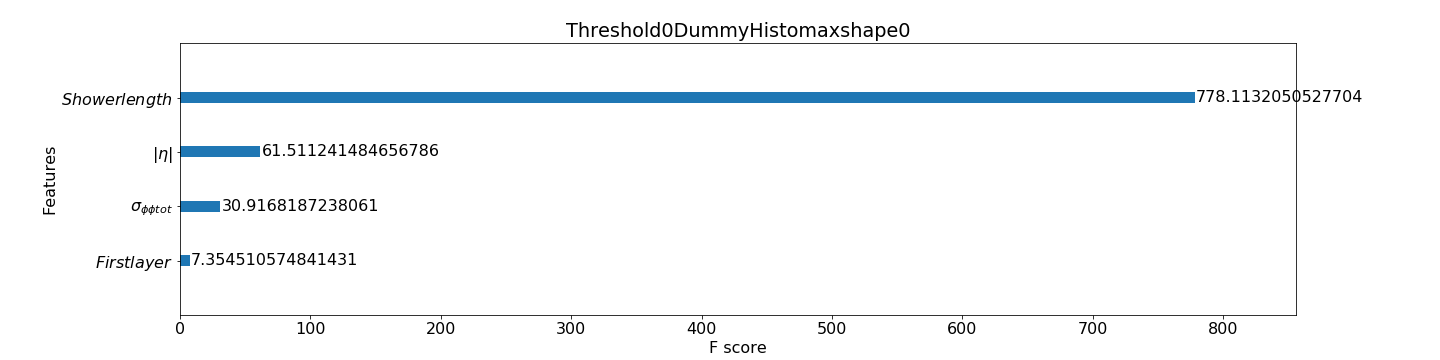 Threshold0DummyHistomaxshape0
Features
Showerlength
778.1132050527704
|η|
61.511241484656786
σϕϕtot
30.9168187238061
Firstlayer
7.354510574841431
0 100 200 300 400 500 600 700 800
F score